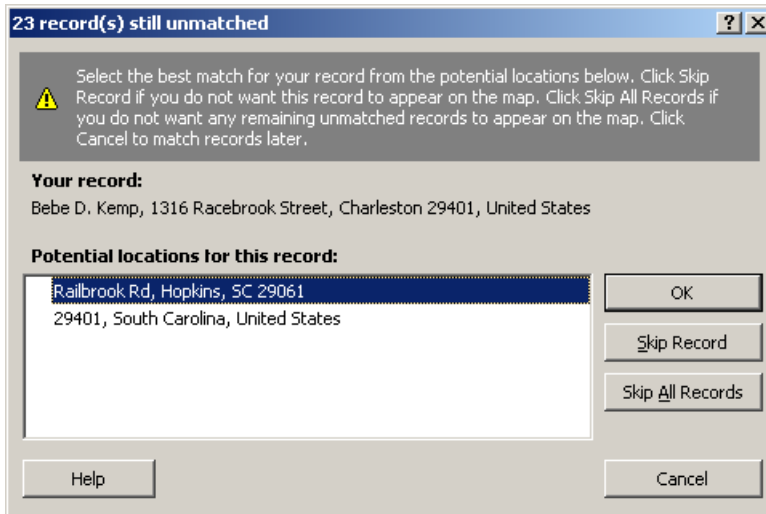 23 record(s) still unmatched
Select the best match for your record from the potential locations below. Click Skip
Record if you do not want this record to appear on the map. Click Skip All Records if
you do not want any remaining unmatched records to appear on the map. Click
Cancel to match records later.
Your record:
Bebe D. Kemp, 1316 Racebrook Street, Charleston 29401, United States
Potential locations for this record:
Railbrook Rd, Hopkins, SC 29061
29401, South Carolina, United States
OK
Skip Record
Skip All Records
Help
Cancel